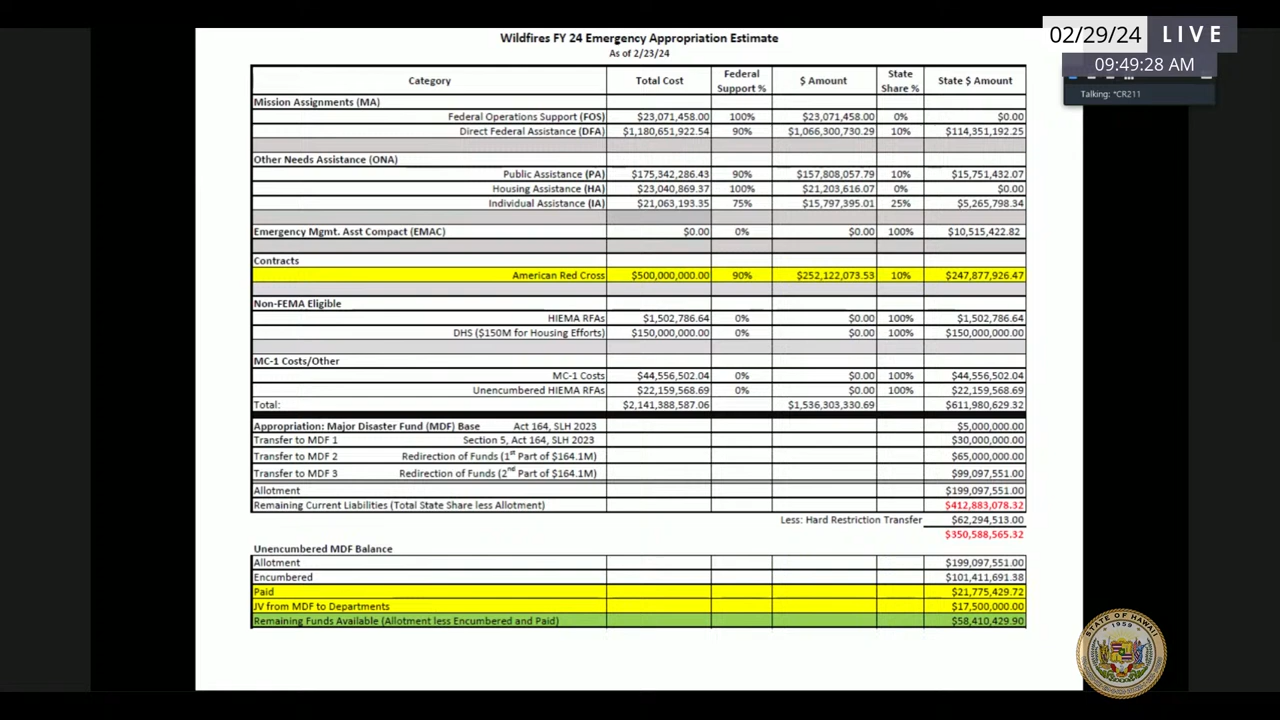 Wildfires FY 24 Emergency Appropriation Estimate
As of 2/23/24
02/29/24 LIVE
09:49:28 AM
Talking: *CR211
Category Total Cost Federal Support % $ Amount State Share % State $ Amount
Mission Assignments (MA)
Federal Operations Support (FOS) $23,071,458.00 100% $23,071,458.00 0% $0.00
Direct Federal Assistance (DFA) $1,180,651,922.54 90% $1,066,300,730.29 10% $114,351,192.25
Other Needs Assistance (ONA)
Public Assistance (PA) $175,342,286.43 90% $157,808,057.79 10% $15,751,432.07
Housing Assistance (HA) $23,040,869.37 100% $21,203,616.07 0% $0.00
Individual Assistance (IA) $21,063,193.35 75% $15,797,395.01 25% $5,265,798.34
Emergency Mgmt. Asst Compact (EMAC) $0.00 0% $0.00 100% $10,515,422.82
Contracts
American Red Cross $500,000,000.00 90% $252,122,073.53 10% $247,877,926.47
Non-FEMA Eligible
HIEMA RFAs $1,502,786.64 0% $0.00 100% $1,502,786.64
DHS ($150M for Housing Efforts) $150,000,000.00 0% $0.00 100% $150,000,000.00
MC-1 Costs/Other
MC-1 Costs $44,556,502.04 0% $0.00 100% $44,556,502.04
Unencumbered HIEMA RFAs $22,159,568.69 0% $0.00 100% $22,159,568.69
Total: $2,141,388,587.06 $1,536,303,330.69 $611,980,629.32
Appropriation: Major Disaster Fund (MDF) Base Act 164, SLH 2023 $5,000,000.00
Transfer to MDF 1 Section 5, Act 164, SLH 2023 $30,000,000.00
Transfer to MDF 2 Redirection of Funds (1st Part of $164.1M) $65,000,000.00
Transfer to MDF 3 Redirection of Funds (2nd Part of $164.1M) $99,097,551.00
Allotment $199,097,551.00
Remaining Current Liabilities (Total State Share less Allotment) $412,883,078.32
Less: Hard Restriction Transfer $62,294,513.00
$350,588,565.32
Unencumbered MDF Balance
Allotment $199,097,551.00
Encumbered $101,411,691.38
Paid $21,775,429.72
JV from MDF to Departments $17,500,000.00
Remaining Funds Available (Allotment less Encumbered and Paid) $58,410,429.90
STATE OF HAWAII
1959